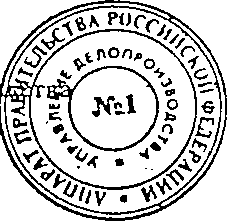 АППАРАТ ПРАВИТЕЛЬСТВА РОССИЙСКОЙ ФЕДЕРАЦИИ
УПРАВЛЕНИЕ ДЕЛОПРОИЗВОДСТВА
№1